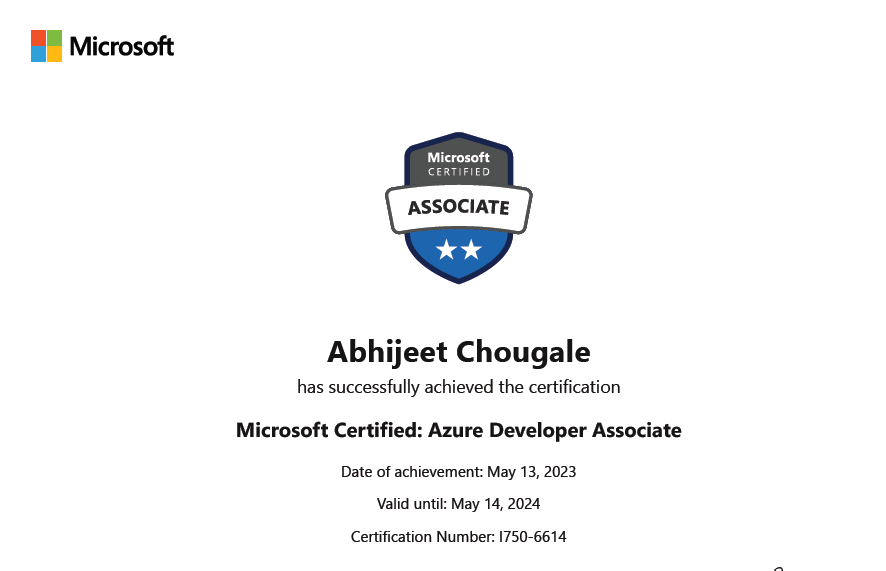 Microsoft
Microsoft
CERTIFIED
ASSOCIATE
Abhijeet Chougale
has successfully achieved the certification
Microsoft Certified: Azure Developer Associate
Date of achievement: May 13, 2023
Valid until: May 14, 2024
Certification Number: I750-6614